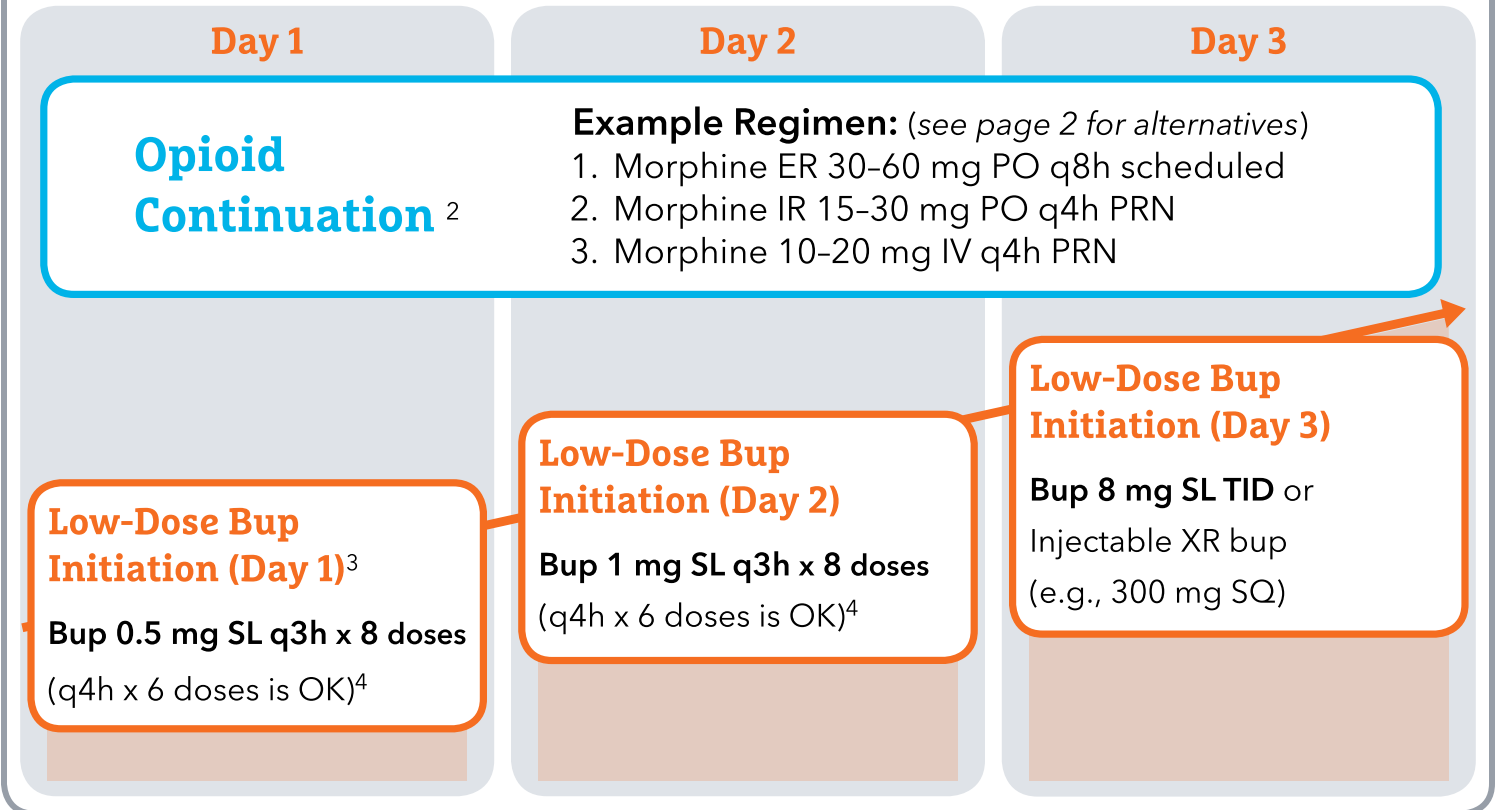 Day 1
Day 2
Day 3
Opioid
Continuation ²
Example Regimen: (see page 2 for alternatives)
1. Morphine ER 30–60 mg PO q8h scheduled
2. Morphine IR 15–30 mg PO q4h PRN
3. Morphine 10–20 mg IV q4h PRN
Low-Dose Bup
Initiation (Day 1)³
Bup 0.5 mg SL q3h x 8 doses
(q4h x 6 doses is OK)⁴
Low-Dose Bup
Initiation (Day 2)
Bup 1 mg SL q3h x 8 doses
(q4h x 6 doses is OK)⁴
Low-Dose Bup
Initiation (Day 3)
Bup 8 mg SL TID or
Injectable XR bup
(e.g., 300 mg SQ)